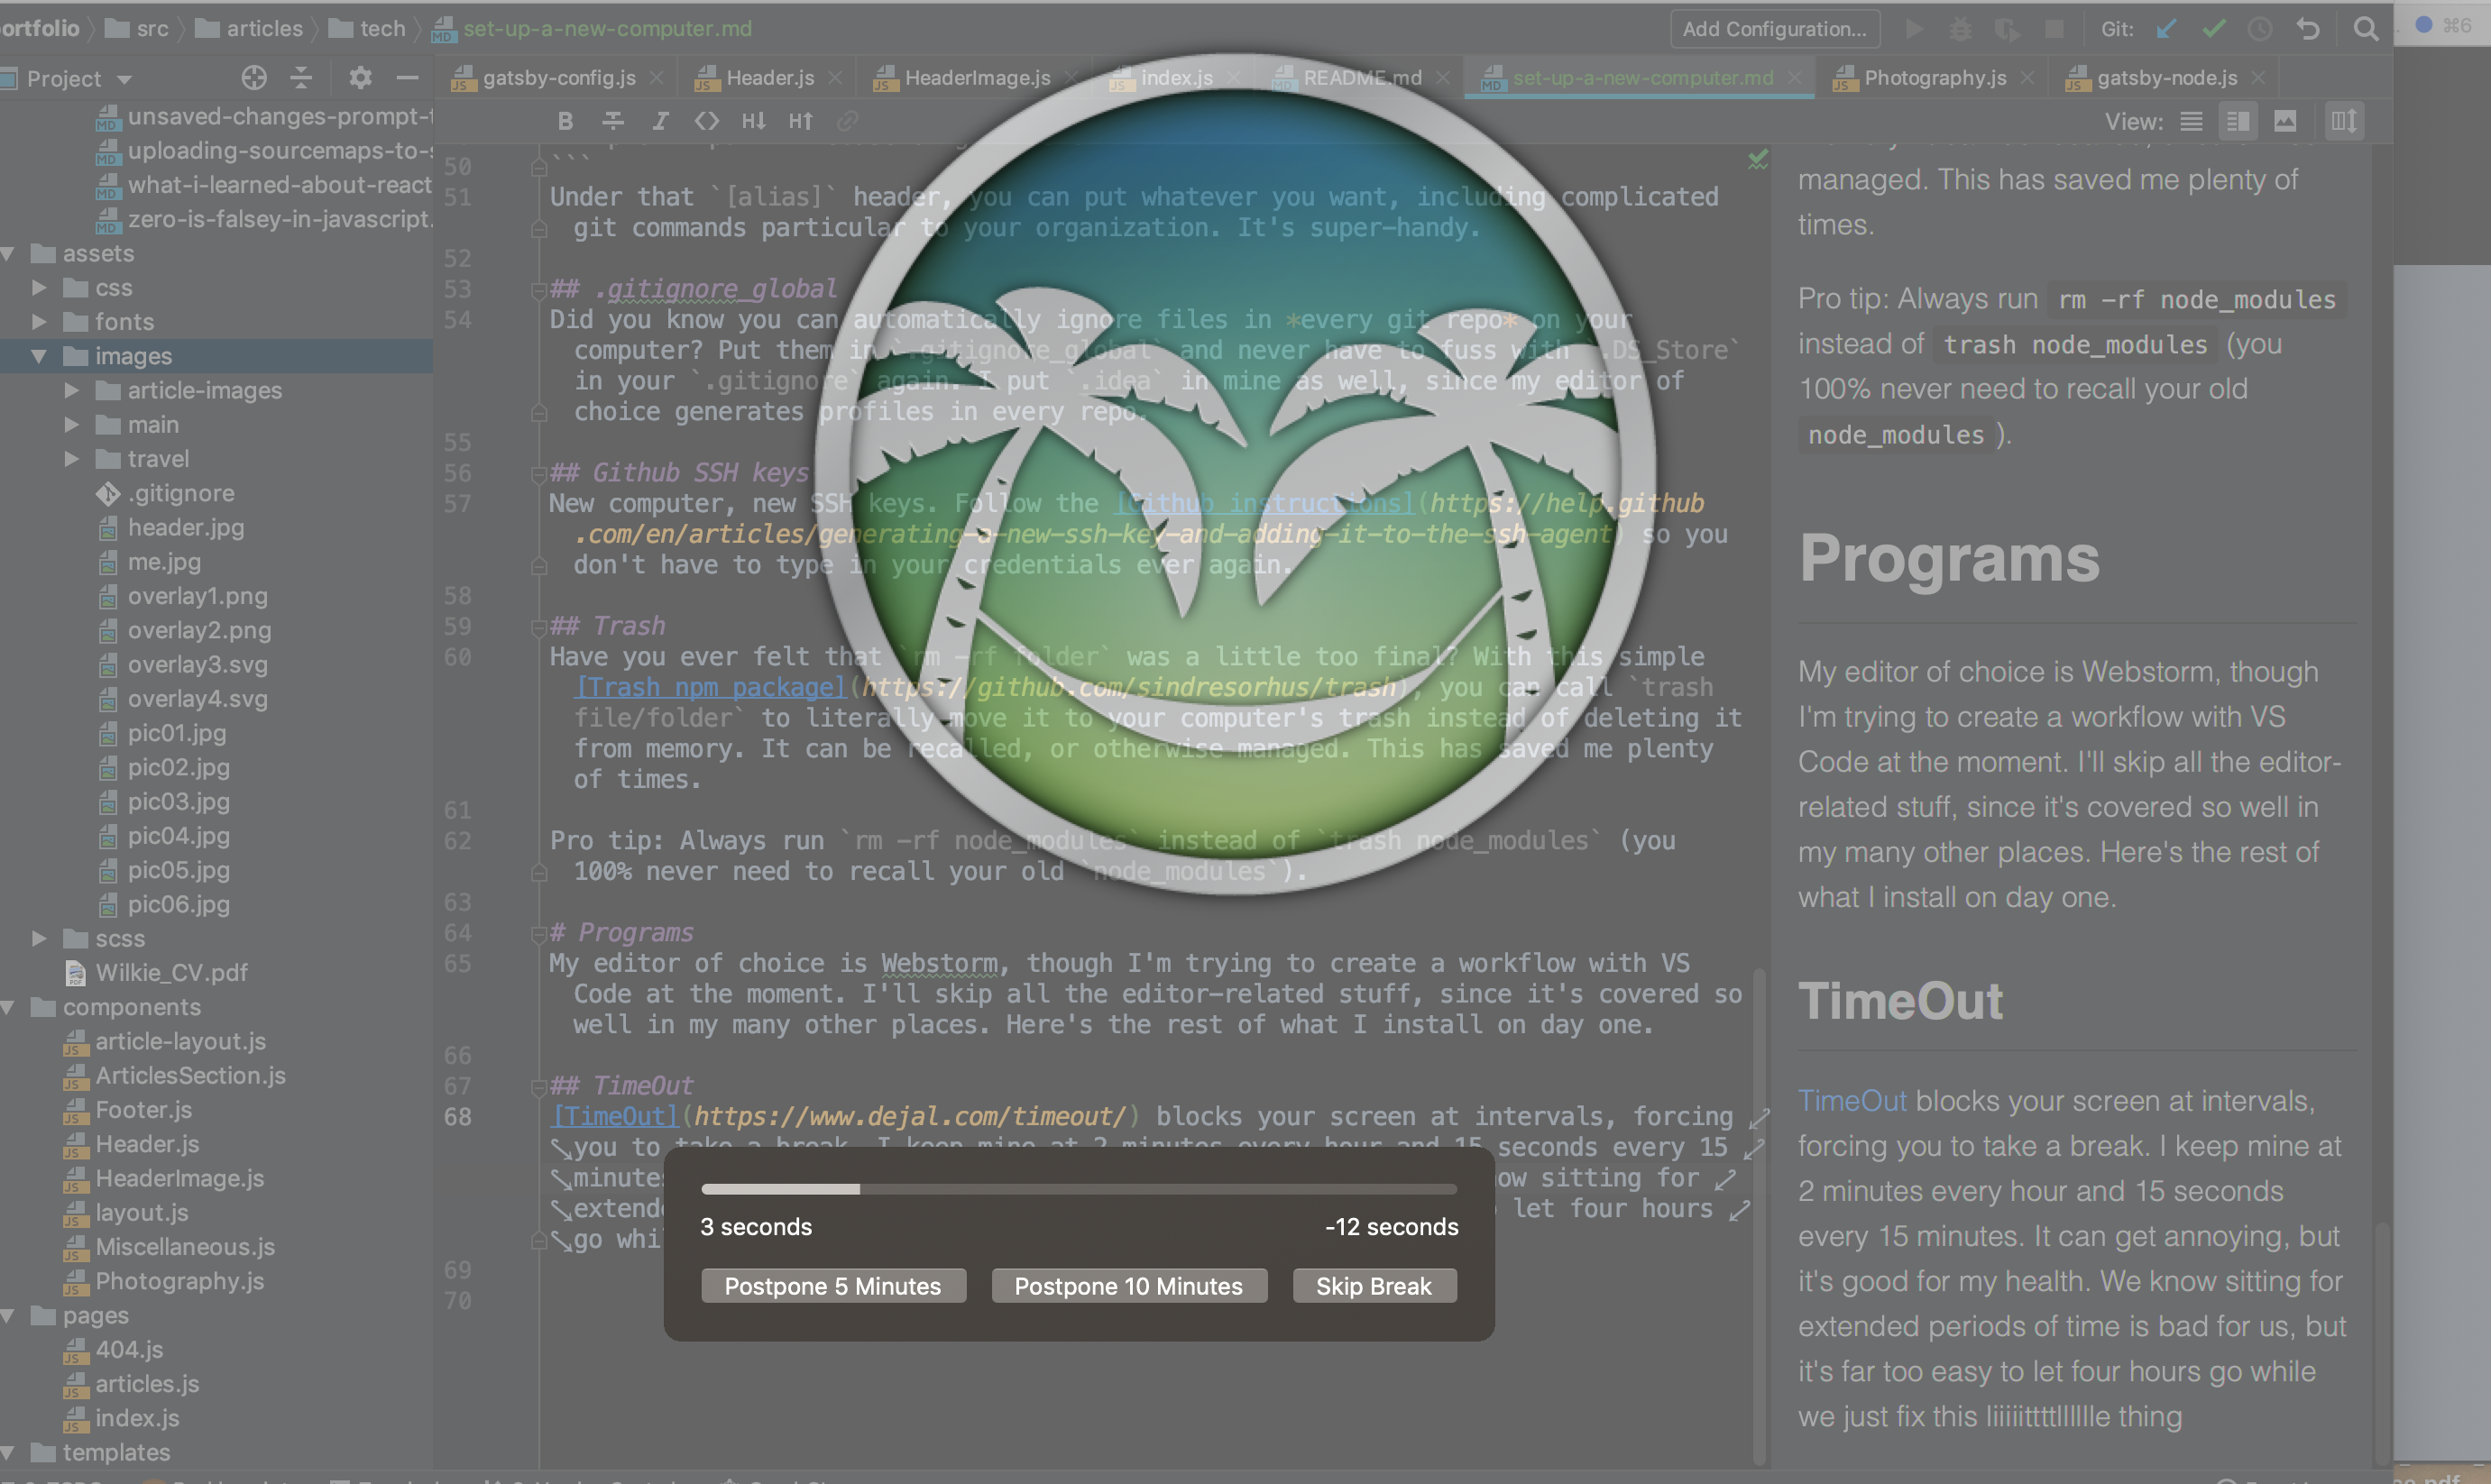 ortfolio src articles tech set-up-a-new-computer.md Add Configuration... Git: ⌘6
Project
gatsby-config.js Header.js HeaderImage.js index.js README.md set-up-a-new-computer.md Photography.js gatsby-node.js
B I <> H↓ H↑ View:
unsaved-changes-prompt-
uploading-sourcemaps-to-
what-i-learned-about-react
zero-is-falsey-in-javascript.
assets
css
fonts
images
article-images
main
travel
.gitignore
header.jpg
me.jpg
overlay1.png
overlay2.png
overlay3.svg
overlay4.svg
pic01.jpg
pic02.jpg
pic03.jpg
pic04.jpg
pic05.jpg
pic06.jpg
scss
Wilkie_CV.pdf
components
article-layout.js
ArticlesSection.js
Footer.js
Header.js
HeaderImage.js
layout.js
Miscellaneous.js
Photography.js
pages
404.js
articles.js
index.js
templates
50 ```
51 Under that `[alias]` header, you can put whatever you want, including complicated
git commands particular to your organization. It's super-handy.
52
53 ## .gitignore_global
54 Did you know you can automatically ignore files in *every git repo* on your
computer? Put them in `.gitignore_global` and never have to fuss with `.DS_Store`
in your `.gitignore` again. I put `.idea` in mine as well, since my editor of
choice generates profiles in every repo.
55
56 ## Github SSH keys
57 New computer, new SSH keys. Follow the [Github instructions](https://help.github
.com/en/articles/generating-a-new-ssh-key-and-adding-it-to-the-ssh-agent) so you
don't have to type in your credentials ever again.
58
59 ## Trash
60 Have you ever felt that `rm -rf folder` was a little too final? With this simple
[Trash npm package](https://github.com/sindresorhus/trash), you can call `trash
file/folder` to literally move it to your computer's trash instead of deleting it
from memory. It can be recalled, or otherwise managed. This has saved me plenty
of times.
61
62 Pro tip: Always run `rm -rf node_modules` instead of `trash node_modules` (you
100% never need to recall your old `node_modules`).
63
64 # Programs
65 My editor of choice is Webstorm, though I'm trying to create a workflow with VS
Code at the moment. I'll skip all the editor-related stuff, since it's covered so
well in my many other places. Here's the rest of what I install on day one.
66
67 ## TimeOut
68 [TimeOut](https://www.dejal.com/timeout/) blocks your screen at intervals, forcing
you to take a break. I keep mine at 2 minutes every hour and 15 seconds every 15
minutes ow sitting for
extende let four hours
go whi
69
70
3 seconds -12 seconds
Postpone 5 Minutes Postpone 10 Minutes Skip Break
managed. This has saved me plenty of
times.
Pro tip: Always run rm -rf node_modules
instead of trash node_modules (you
100% never need to recall your old
node_modules ).
Programs
My editor of choice is Webstorm, though
I'm trying to create a workflow with VS
Code at the moment. I'll skip all the editor-
related stuff, since it's covered so well in
my many other places. Here's the rest of
what I install on day one.
TimeOut
TimeOut blocks your screen at intervals,
forcing you to take a break. I keep mine at
2 minutes every hour and 15 seconds
every 15 minutes. It can get annoying, but
it's good for my health. We know sitting for
extended periods of time is bad for us, but
it's far too easy to let four hours go while
we just fix this liiiiittttllllllle thing